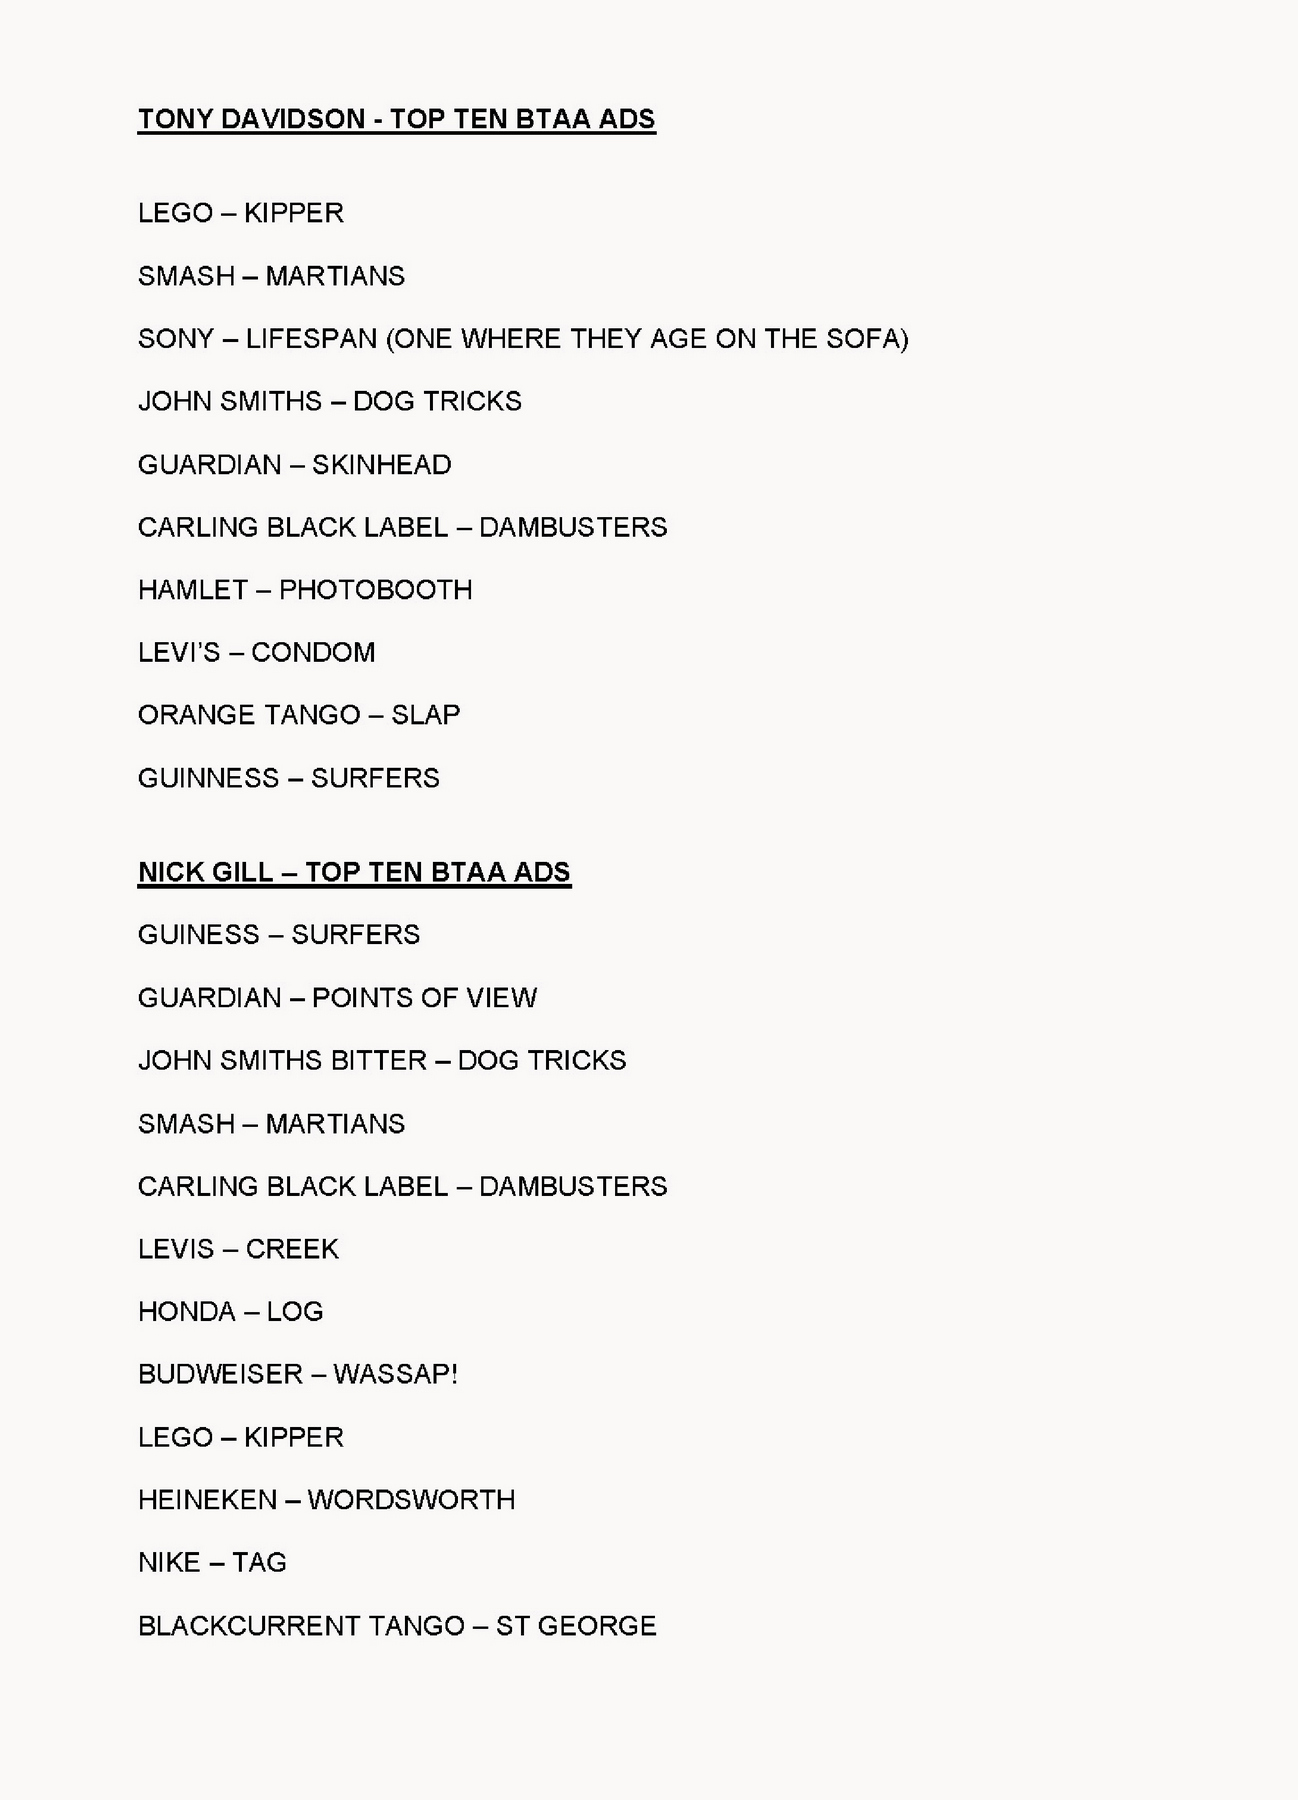 TONY DAVIDSON - TOP TEN BTAA ADS
LEGO – KIPPER
SMASH – MARTIANS
SONY – LIFESPAN (ONE WHERE THEY AGE ON THE SOFA)
JOHN SMITHS – DOG TRICKS
GUARDIAN – SKINHEAD
CARLING BLACK LABEL – DAMBUSTERS
HAMLET – PHOTOBOOTH
LEVI’S – CONDOM
ORANGE TANGO – SLAP
GUINNESS – SURFERS
NICK GILL – TOP TEN BTAA ADS
GUINESS – SURFERS
GUARDIAN – POINTS OF VIEW
JOHN SMITHS BITTER – DOG TRICKS
SMASH – MARTIANS
CARLING BLACK LABEL – DAMBUSTERS
LEVIS – CREEK
HONDA – LOG
BUDWEISER – WASSAP!
LEGO – KIPPER
HEINEKEN – WORDSWORTH
NIKE – TAG
BLACKCURRENT TANGO – ST GEORGE